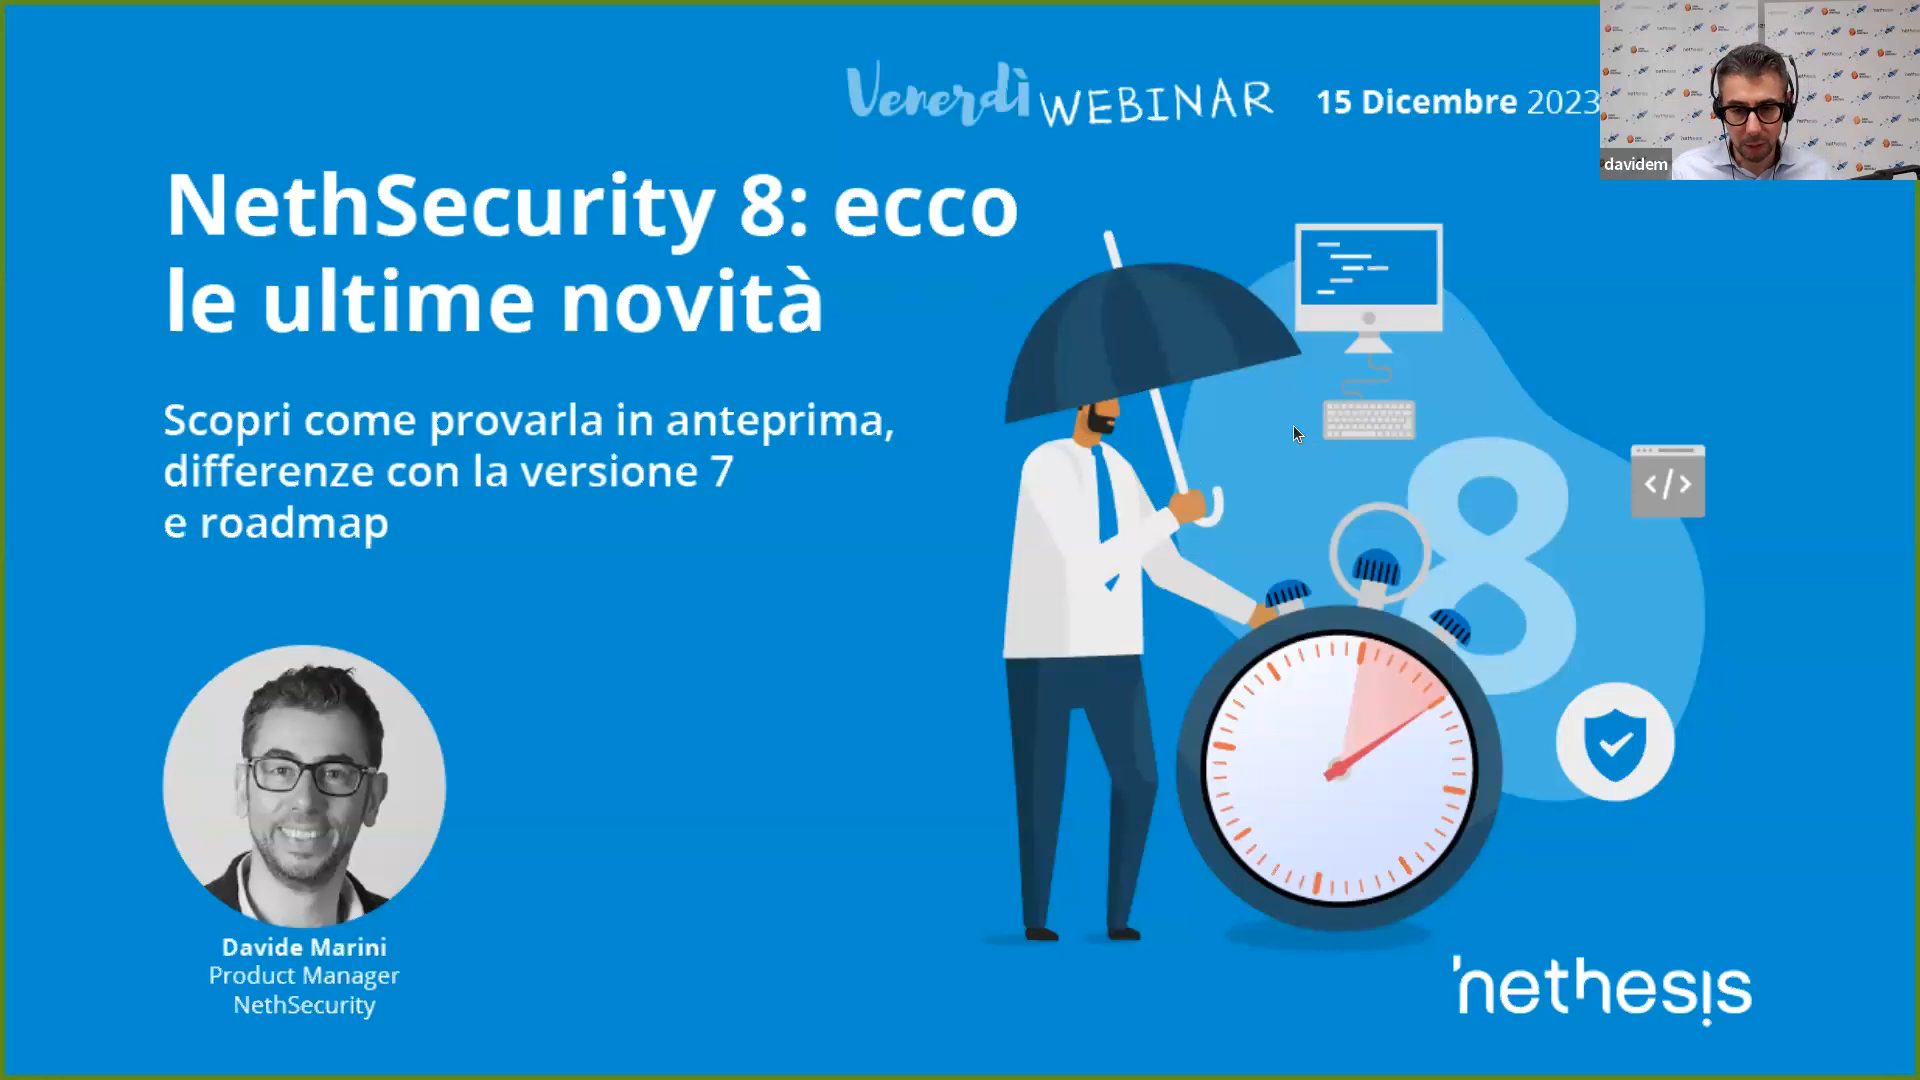 Venerdì WEBINAR 15 Dicembre 2023
davidem
NethSecurity 8: ecco
le ultime novità
Scopri come provarla in anteprima,
differenze con la versione 7
e roadmap
8
</>
Davide Marini
Product Manager
NethSecurity
nethesis